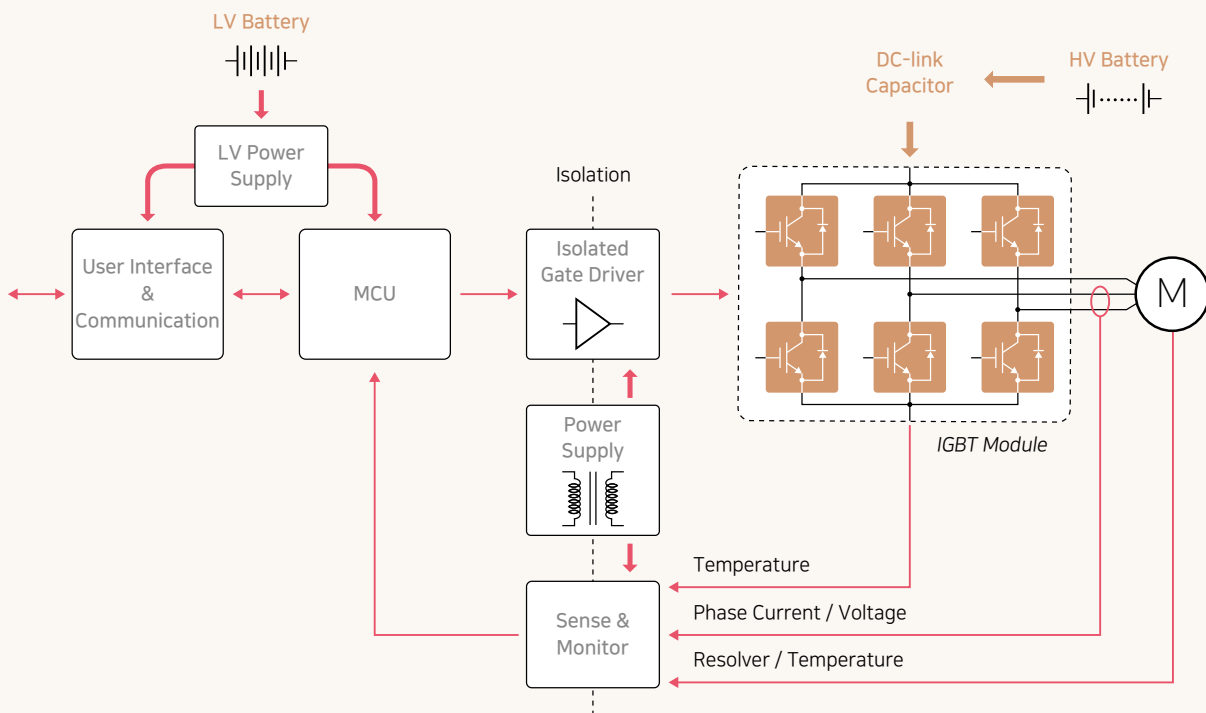 LV Battery
DC-link
Capacitor
HV Battery
LV Power
Supply
Isolation
User Interface
&
Communication
MCU
Isolated
Gate Driver
M
Power
Supply
IGBT Module
Temperature
Sense &
Monitor
Phase Current / Voltage
Resolver / Temperature